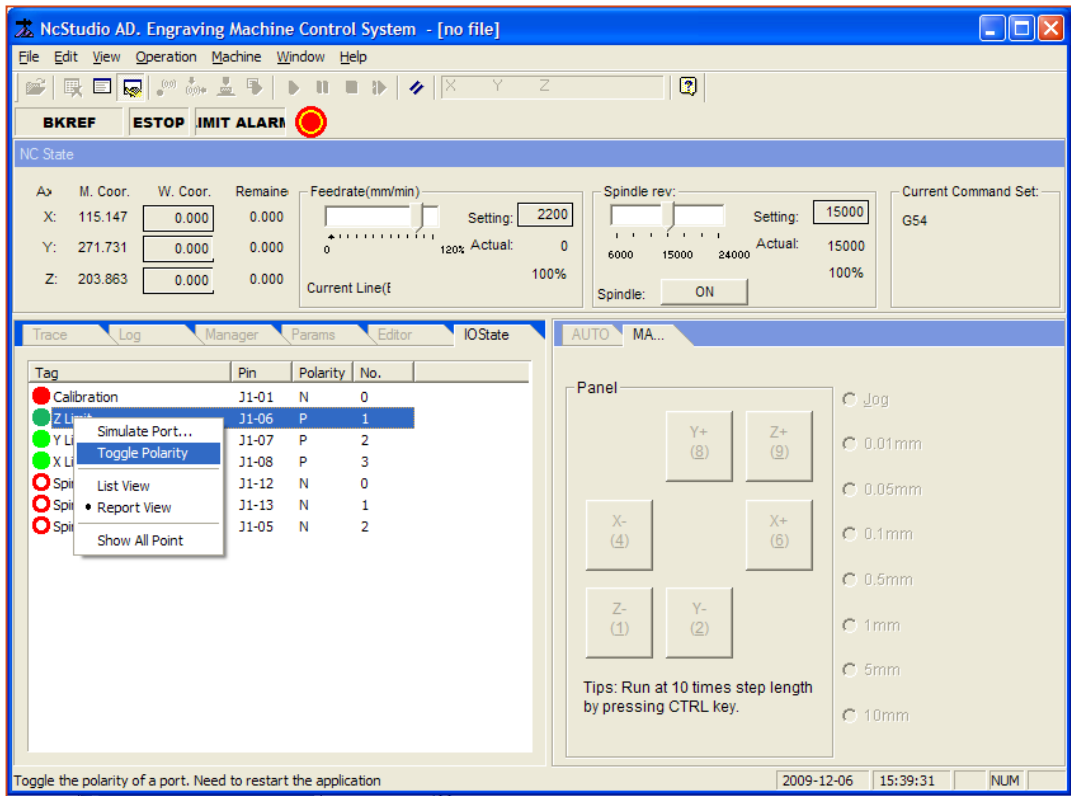 NcStudio AD. Engraving Machine Control System - [no file]
File Edit View Operation Machine Window Help
X Y Z
BKREF ESTOP .IMIT ALARM
NC State
Ax M. Coor. W. Coor. Remaine
X: 115.147 0.000 0.000
Y: 271.731 0.000 0.000
Z: 203.863 0.000 0.000
Feedrate(mm/min)
Setting: 2200
0 120% Actual: 0
100%
Current Line(E
Spindle rev:
Setting: 15000
6000 15000 24000 Actual: 15000
100%
Spindle: ON
Current Command Set:
G54
Trace Log Manager Params Editor IOState
Tag Pin Polarity No.
Calibration J1-01 N 0
Z Limit J1-06 P 1
Y Li J1-07 P 2
X Li J1-08 P 3
Spi J1-12 N 0
Spi J1-13 N 1
Spi J1-05 N 2
Simulate Port...
Toggle Polarity
List View
Report View
Show All Point
AUTO MA...
Panel
Y+
(8)
Z+
(9)
X-
(4)
X+
(6)
Z-
(1)
Y-
(2)
Tips: Run at 10 times step length
by pressing CTRL key.
Jog
0.01mm
0.05mm
0.1mm
0.5mm
1mm
5mm
10mm
Toggle the polarity of a port. Need to restart the application
2009-12-06 15:39:31 NUM